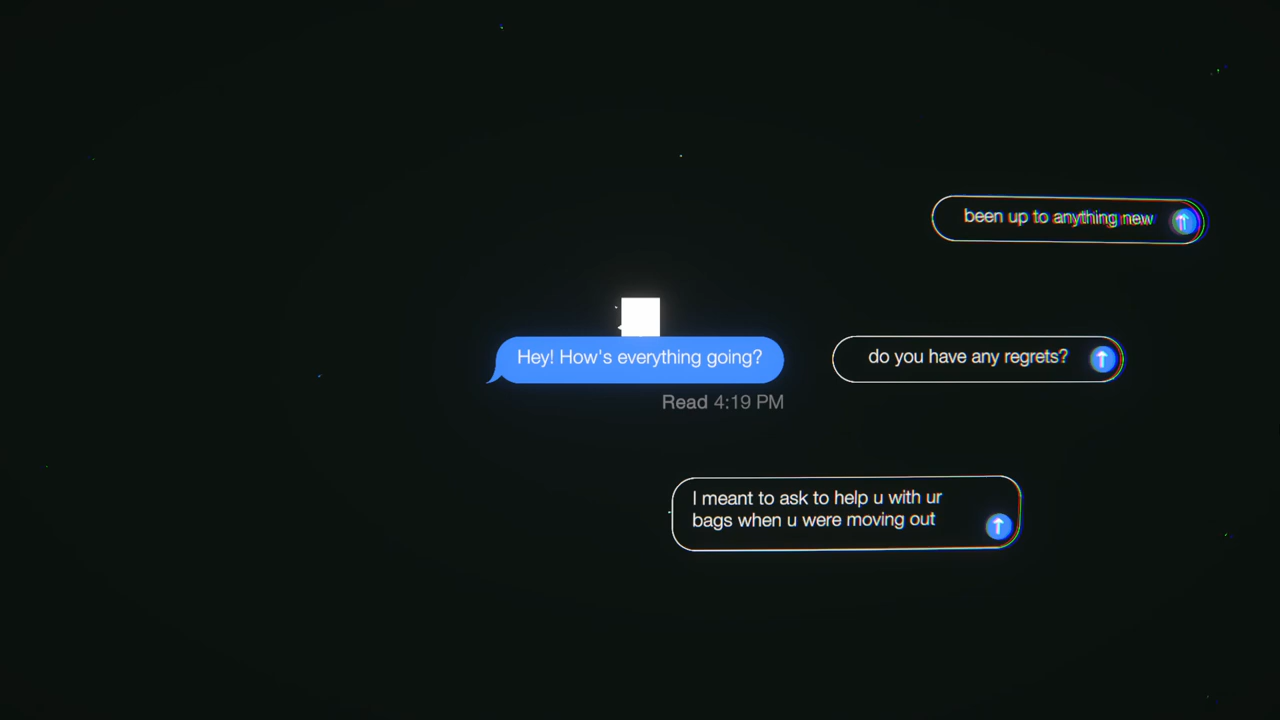 been up to anything new
Hey! How's everything going?
do you have any regrets?
Read 4:19 PM
I meant to ask to help u with ur
bags when u were moving out